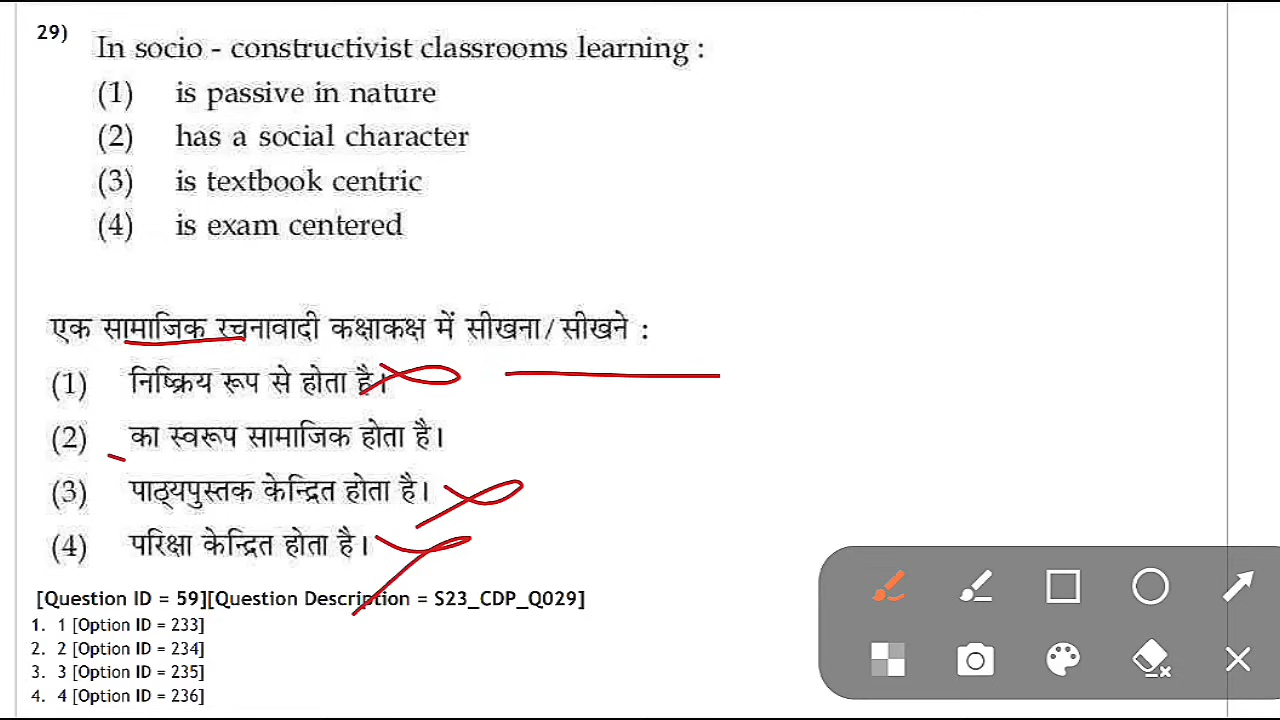 29)
In socio - constructivist classrooms learning :
(1) is passive in nature
(2) has a social character
(3) is textbook centric
(4) is exam centered
एक सामाजिक रचनावादी कक्षाकक्ष में सीखना/सीखने :
(1) निष्क्रिय रूप से होता है।
(2) का स्वरूप सामाजिक होता है।
(3) पाठ्यपुस्तक केन्द्रित होता है।
(4) परिक्षा केन्द्रित होता है।
[Question ID = 59][Question Description = S23_CDP_Q029]
1. 1 [Option ID = 233]
2. 2 [Option ID = 234]
3. 3 [Option ID = 235]
4. 4 [Option ID = 236]